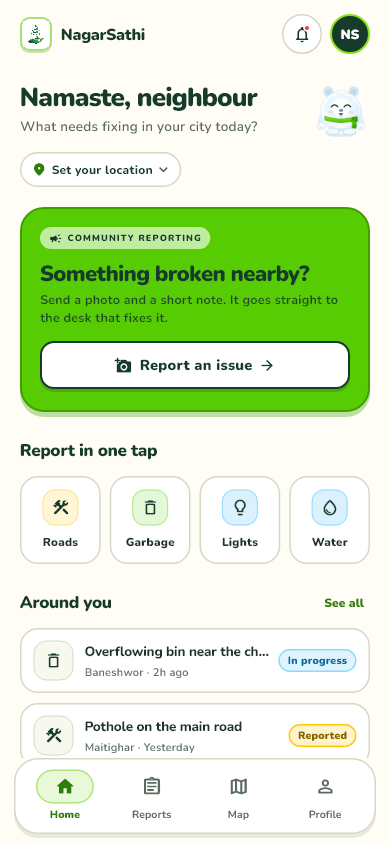 NagarSathi
NS
Namaste, neighbour
What needs fixing in your city today?
Set your location
COMMUNITY REPORTING
Something broken nearby?
Send a photo and a short note. It goes straight to
the desk that fixes it.
Report an issue
Report in one tap
Roads
Garbage
Lights
Water
Around you
See all
Overflowing bin near the ch...
Baneshwor · 2h ago
In progress
Pothole on the main road
Maitighar · Yesterday
Reported
Home
Reports
Map
Profile